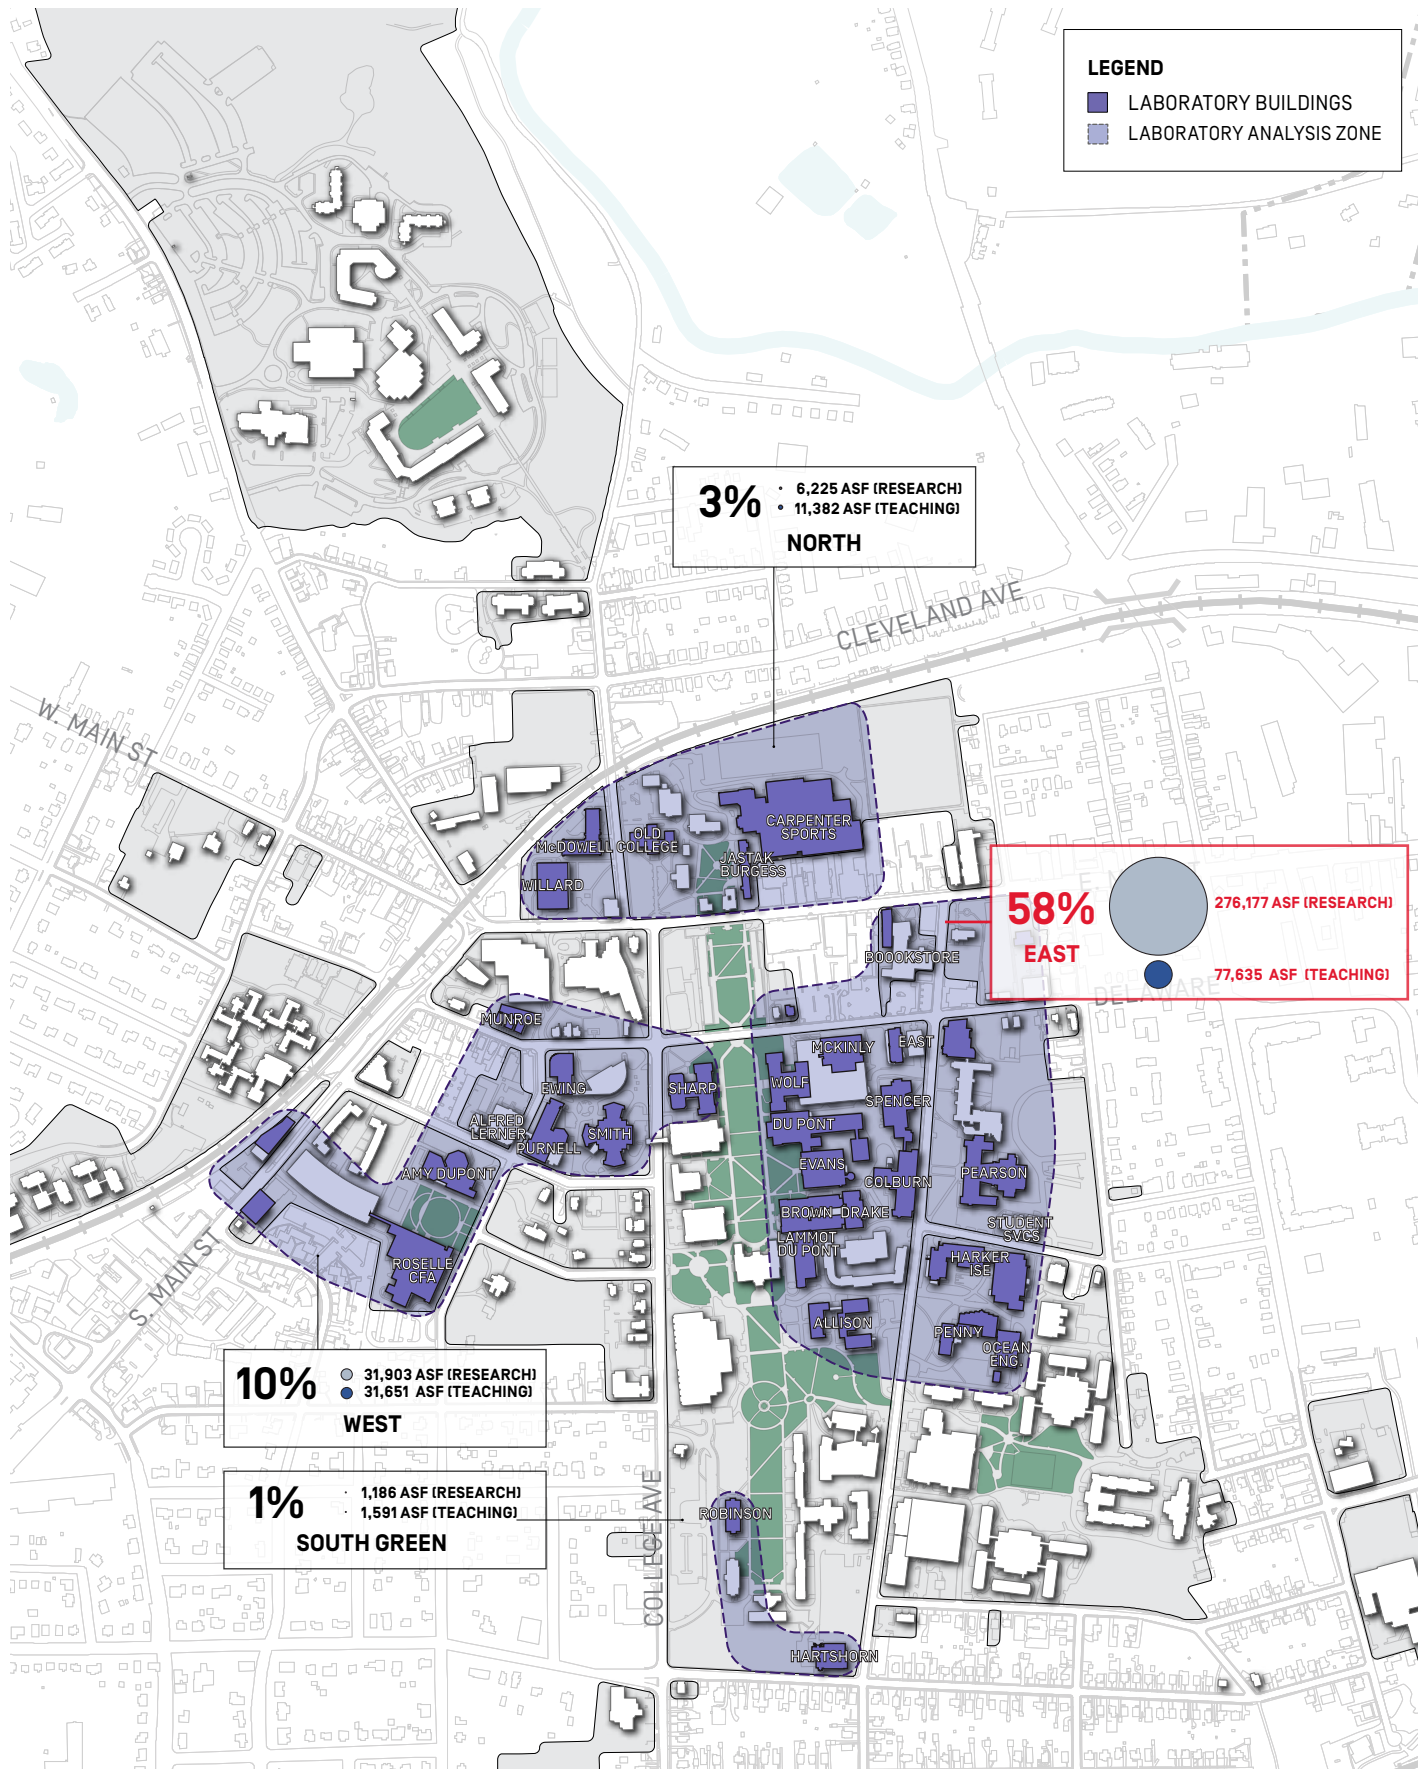 LEGEND
LABORATORY BUILDINGS
LABORATORY ANALYSIS ZONE
3%
6,225 ASF (RESEARCH)
11,382 ASF (TEACHING)
NORTH
CLEVELAND AVE
W. MAIN ST
OLD
McDOWELL COLLEGE
CARPENTER
SPORTS
JASTAK
BURGESS
WILLARD
58%
EAST
276,177 ASF (RESEARCH)
77,635 ASF (TEACHING)
DELAWARE
BOOOKSTORE
MUNROE
MCKINLY
EAST
EWING
SHARP
WOLF
SPENCER
ALFRED
LERNER
PURNELL
SMITH
DU PONT
AMY DUPONT
EVANS
COLBURN
PEARSON
BROWN
DRAKE
STUDENT
SVCS
LAMMOT
DU PONT
HARKER
ISE
ROSELLE
CFA
S. MAIN ST
ALLISON
PENNY
OCEAN
ENG.
10%
31,903 ASF (RESEARCH)
31,651 ASF (TEACHING)
WEST
1%
1,186 ASF (RESEARCH)
1,591 ASF (TEACHING)
SOUTH GREEN
COLLEGE AVE
ROBINSON
HARTSHORN